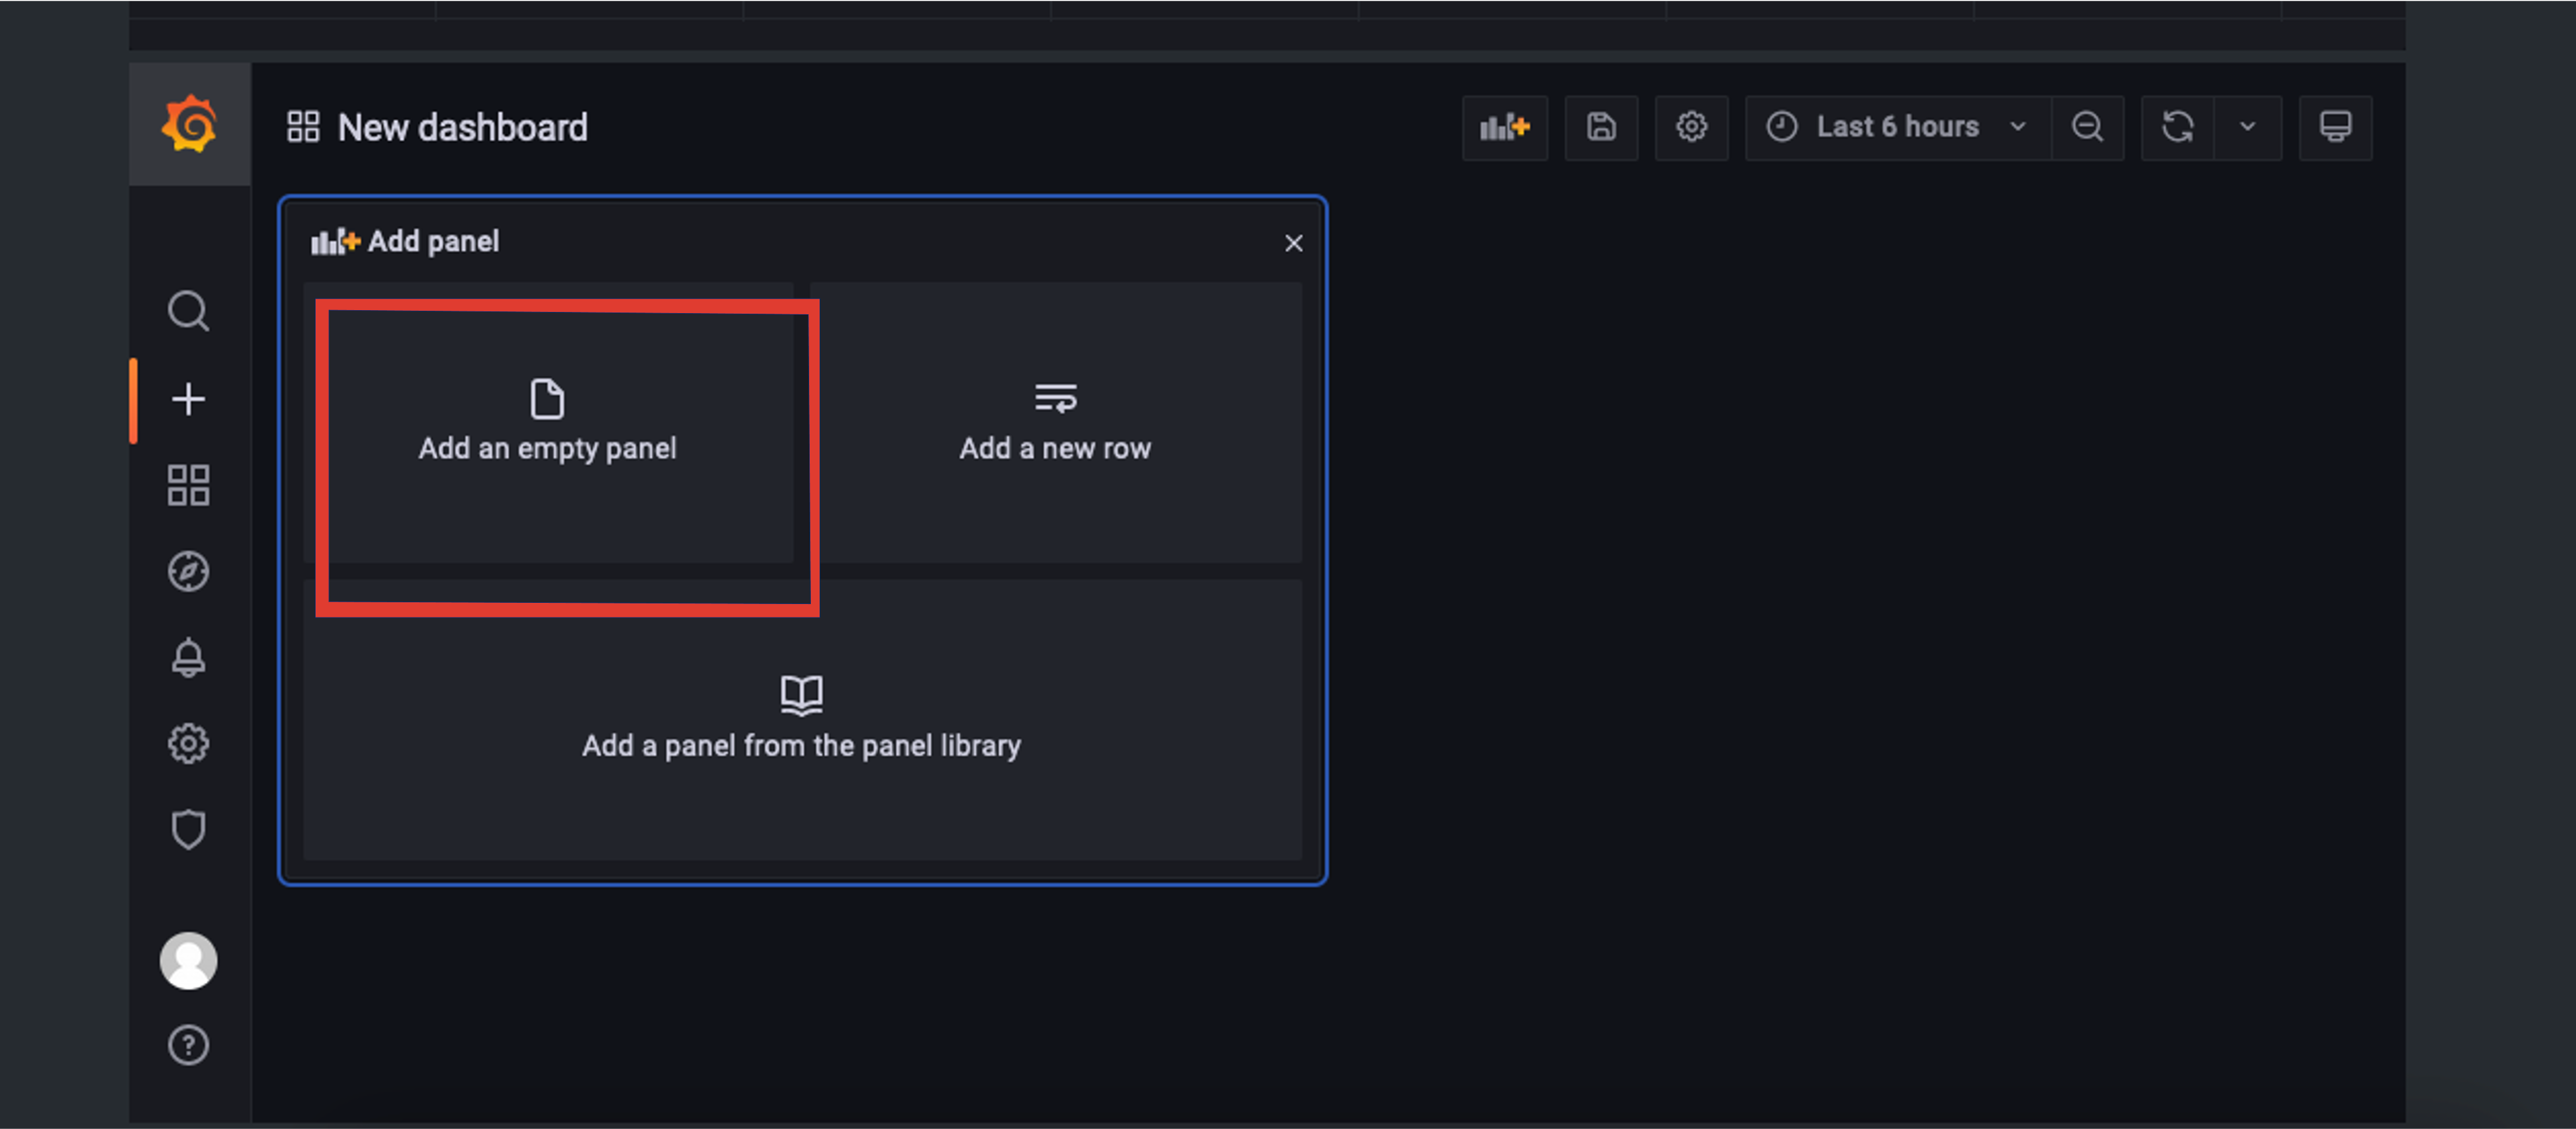 New dashboard
Last 6 hours
Add panel
Add an empty panel
Add a new row
Add a panel from the panel library